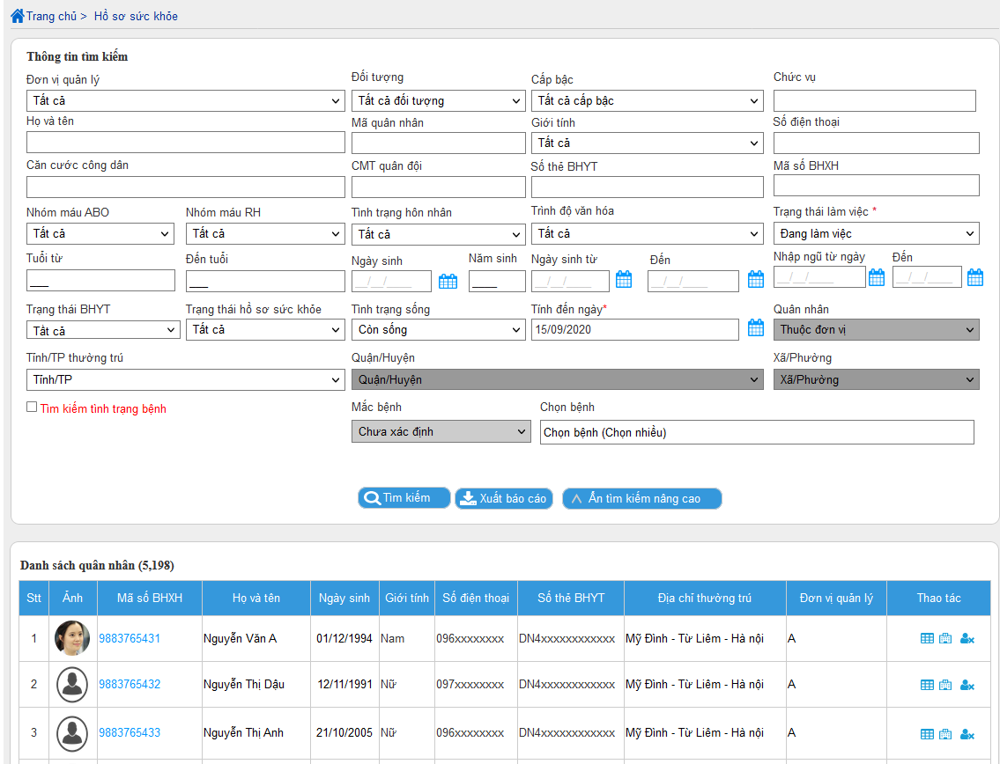 Trang chủ > Hồ sơ sức khỏe
Thông tin tìm kiếm
Đơn vị quản lý Đối tượng Cấp bậc Chức vụ
Tất cả Tất cả đối tượng Tất cả cấp bậc
Họ và tên Mã quân nhân Giới tính Số điện thoại
Tất cả
Căn cước công dân CMT quân đội Số thẻ BHYT Mã số BHXH
Nhóm máu ABO Nhóm máu RH Tình trạng hôn nhân Trình độ văn hóa Trạng thái làm việc *
Tất cả Tất cả Tất cả Tất cả Đang làm việc
Tuổi từ Đến tuổi Ngày sinh Năm sinh Ngày sinh từ Đến Nhập ngũ từ ngày Đến
___ ___ __/__/____ ____ __/__/____ __/__/____ __/__/____ __/__/____
Trạng thái BHYT Trạng thái hồ sơ sức khỏe Tình trạng sống Tính đến ngày* Quân nhân
Tất cả Tất cả Còn sống 15/09/2020 Thuộc đơn vị
Tỉnh/TP thường trú Quận/Huyện Xã/Phường
Tỉnh/TP Quận/Huyện Xã/Phường
Tìm kiếm tình trạng bệnh Mắc bệnh Chọn bệnh
Chưa xác định Chọn bệnh (Chọn nhiều)
Tìm kiếm Xuất báo cáo Ẩn tìm kiếm nâng cao
Danh sách quân nhân (5,198)
Stt Ảnh Mã số BHXH Họ và tên Ngày sinh Giới tính Số điện thoại Số thẻ BHYT Địa chỉ thường trú Đơn vị quản lý Thao tác
1 9883765431 Nguyễn Văn A 01/12/1994 Nam 096xxxxxxxx DN4xxxxxxxxxxxx Mỹ Đình - Từ Liêm - Hà nội A
2 9883765432 Nguyễn Thị Dậu 12/11/1991 Nữ 097xxxxxxxx DN4xxxxxxxxxxxx Mỹ Đình - Từ Liêm - Hà nội A
3 9883765433 Nguyễn Thị Anh 21/10/2005 Nữ 096xxxxxxxx DN4xxxxxxxxxxxx Mỹ Đình - Từ Liêm - Hà nội A